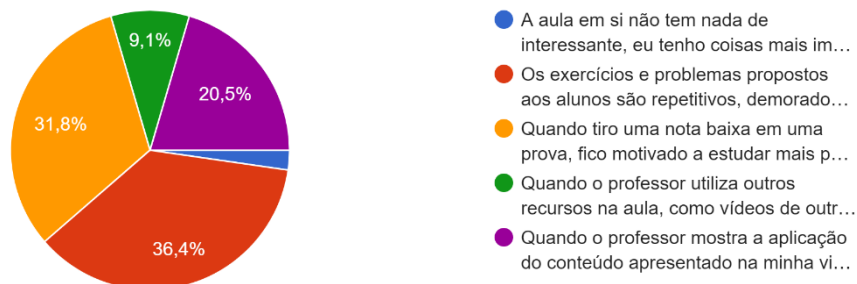 9,1%
20,5%
31,8%
36,4%
A aula em si não tem nada de
interessante, eu tenho coisas mais im…
Os exercícios e problemas propostos
aos alunos são repetitivos, demorado…
Quando tiro uma nota baixa em uma
prova, fico motivado a estudar mais p…
Quando o professor utiliza outros
recursos na aula, como vídeos de outr…
Quando o professor mostra a aplicação
do conteúdo apresentado na minha vi…